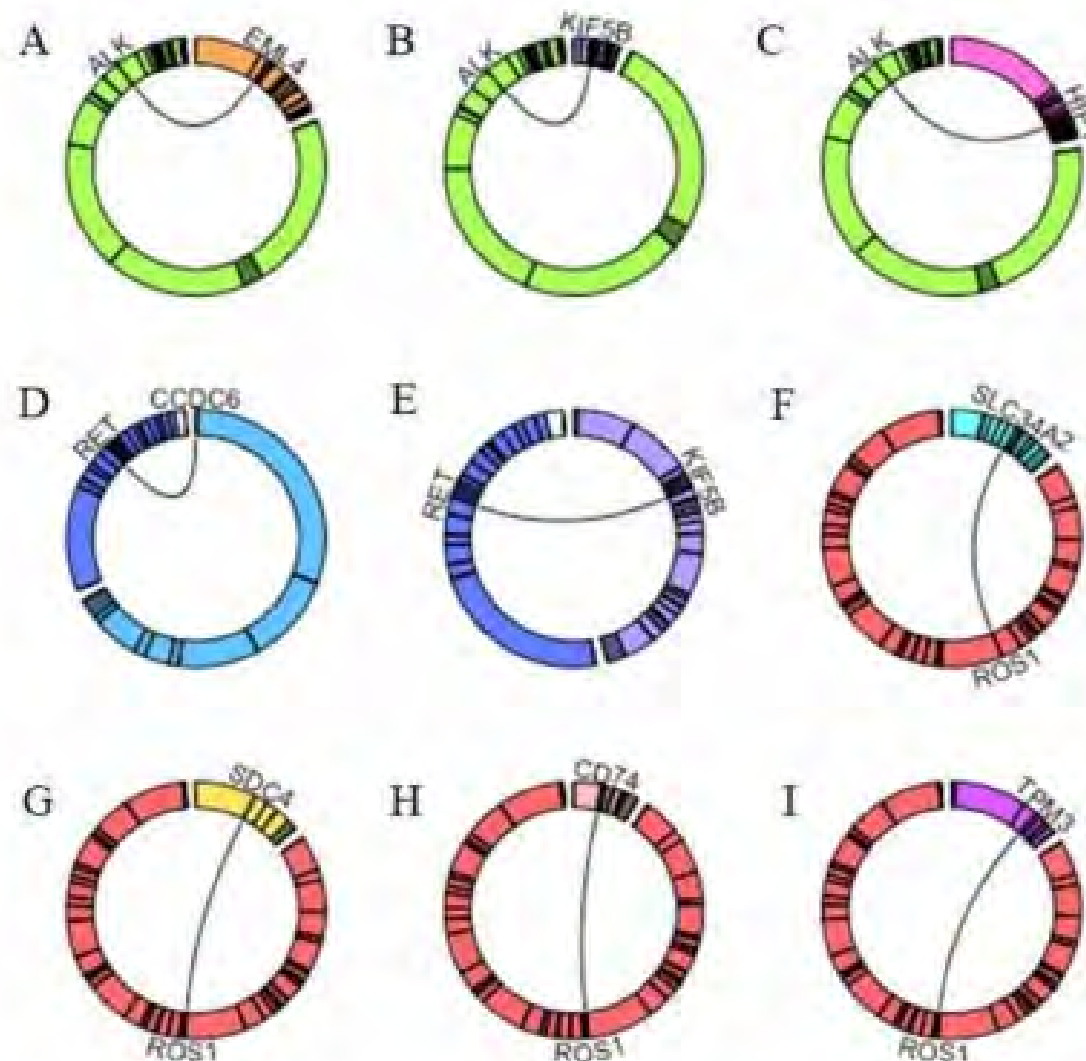 A
ALK
EML4
B
ALK
KIF5B
C
ALK
D
RET
CCDC6
E
RET
KIF5B
F
SLC34A2
ROS1
G
SDC4
ROS1
H
CD74
ROS1
I
TPM3
ROS1